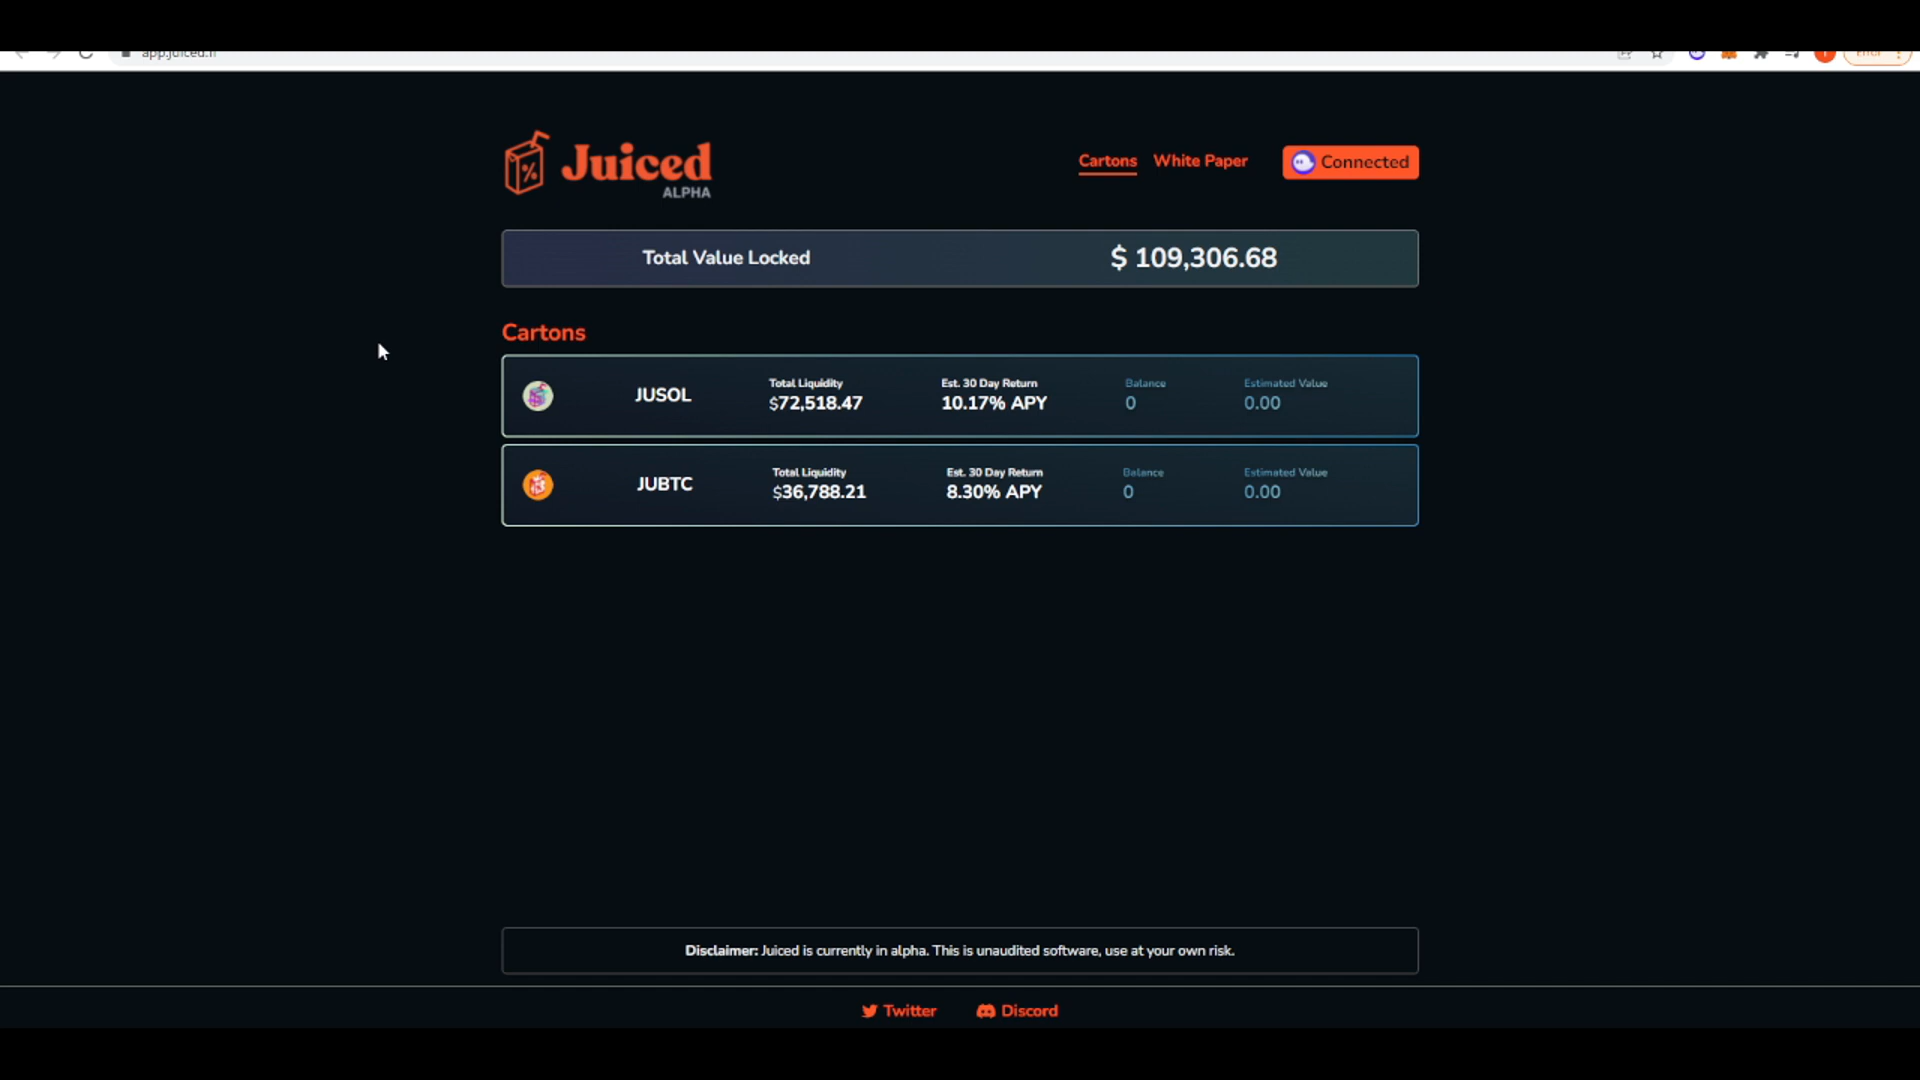 app.juiced.fi
Error
Juiced
ALPHA
Cartons White Paper Connected
Total Value Locked $ 109,306.68
Cartons
JUSOL
Total Liquidity
$72,518.47
Est. 30 Day Return
10.17% APY
Balance
0
Estimated Value
0.00
JUBTC
Total Liquidity
$36,788.21
Est. 30 Day Return
8.30% APY
Balance
0
Estimated Value
0.00
Disclaimer: Juiced is currently in alpha. This is unaudited software, use at your own risk.
Twitter Discord